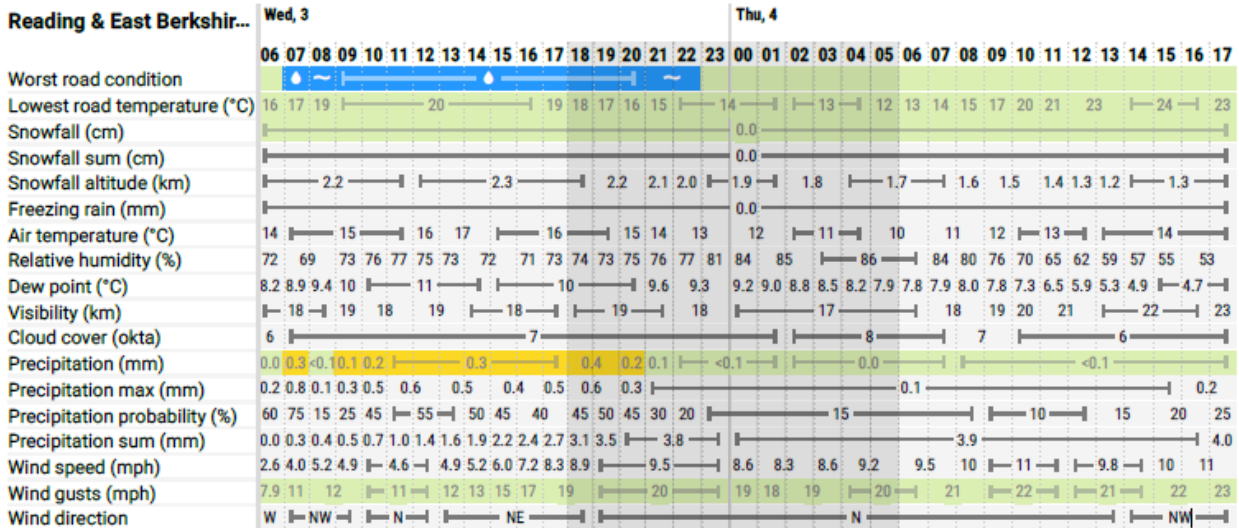 Reading & East Berkshir... Wed, 3 Thu, 4
06 07 08 09 10 11 12 13 14 15 16 17 18 19 20 21 22 23 00 01 02 03 04 05 06 07 08 09 10 11 12 13 14 15 16 17
Worst road condition
Lowest road temperature (°C) 16 17 19 20 19 18 17 16 15 14 13 12 13 14 15 17 20 21 23 24 23
Snowfall (cm) 0.0
Snowfall sum (cm) 0.0
Snowfall altitude (km) 2.2 2.3 2.2 2.1 2.0 1.9 1.8 1.7 1.6 1.5 1.4 1.3 1.2 1.3
Freezing rain (mm) 0.0
Air temperature (°C) 14 15 16 17 16 15 14 13 12 11 10 11 12 13 14
Relative humidity (%) 72 69 73 76 77 75 73 72 71 73 74 73 75 76 77 81 84 85 86 84 80 76 70 65 62 59 57 55 53
Dew point (°C) 8.2 8.9 9.4 10 11 10 9.6 9.3 9.2 9.0 8.8 8.5 8.2 7.9 7.8 7.9 8.0 7.8 7.3 6.5 5.9 5.3 4.9 4.7
Visibility (km) 18 19 18 19 18 19 18 17 18 19 20 21 22 23
Cloud cover (okta) 6 7 8 7 6
Precipitation (mm) 0.0 0.3 <0.1 0.1 0.2 0.3 0.4 0.2 0.1 <0.1 0.0 <0.1
Precipitation max (mm) 0.2 0.8 0.1 0.3 0.5 0.6 0.5 0.4 0.5 0.6 0.3 0.1 0.2
Precipitation probability (%) 60 75 15 25 45 55 50 45 40 45 50 45 30 20 15 10 15 20 25
Precipitation sum (mm) 0.0 0.3 0.4 0.5 0.7 1.0 1.4 1.6 1.9 2.2 2.4 2.7 3.1 3.5 3.8 3.9 4.0
Wind speed (mph) 2.6 4.0 5.2 4.9 4.6 4.9 5.2 6.0 7.2 8.3 8.9 9.5 8.6 8.3 8.6 9.2 9.5 10 11 9.8 10 11
Wind gusts (mph) 7.9 11 12 11 12 13 15 17 19 20 19 18 19 20 21 22 21 22 23
Wind direction W NW N NE N NW